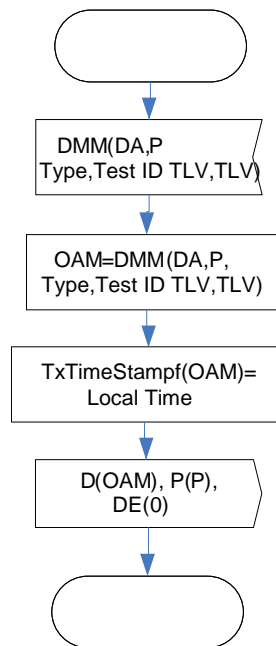 DMM(DA,P
Type,Test ID TLV,TLV)
OAM=DMM(DA,P,
Type,Test ID TLV,TLV)
TxTimeStampf(OAM)=
Local Time
D(OAM), P(P),
DE(0)